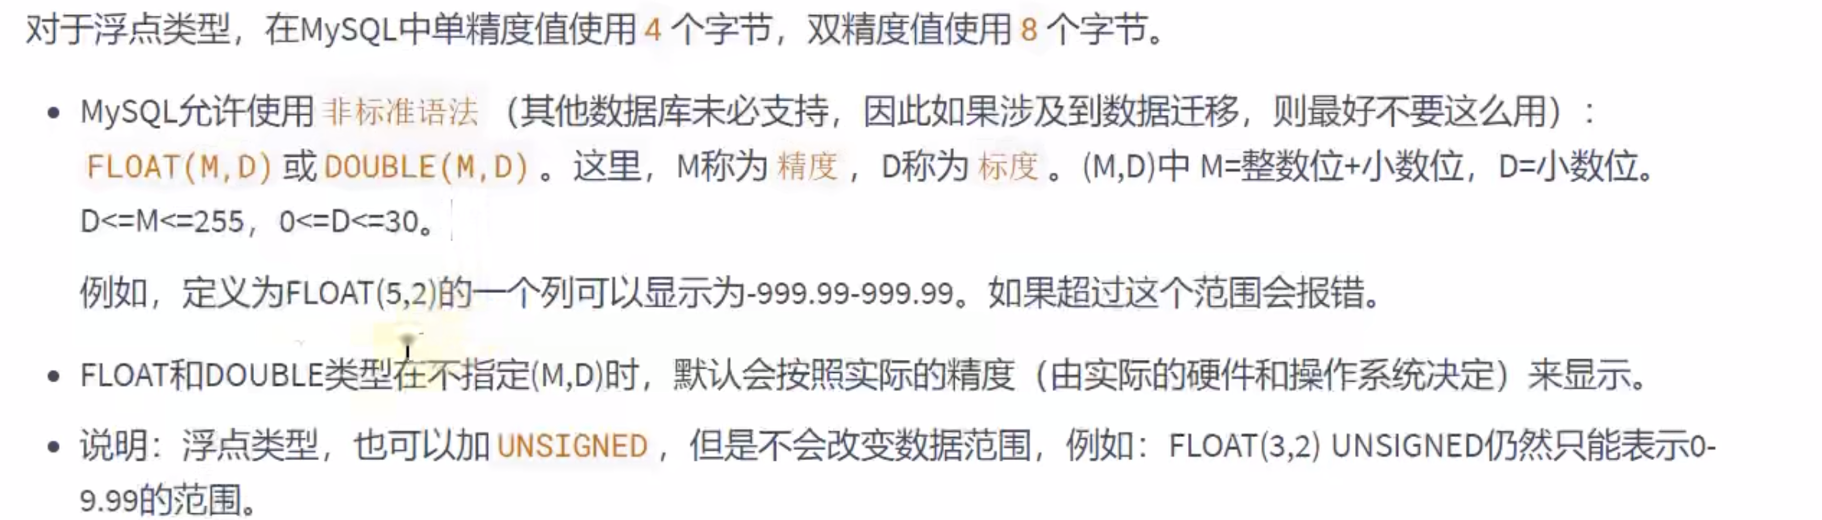 对于浮点类型，在MySQL中单精度值使用 4 个字节，双精度值使用 8 个字节。
• MySQL允许使用 非标准语法 （其他数据库未必支持，因此如果涉及到数据迁移，则最好不要这么用）：
FLOAT(M,D) 或 DOUBLE(M,D) 。这里，M称为 精度 ，D称为 标度 。(M,D)中 M=整数位+小数位，D=小数位。
D<=M<=255，0<=D<=30。
例如，定义为FLOAT(5,2)的一个列可以显示为-999.99-999.99。如果超过这个范围会报错。
• FLOAT和DOUBLE类型在不指定(M,D)时，默认会按照实际的精度（由实际的硬件和操作系统决定）来显示。
• 说明：浮点类型，也可以加 UNSIGNED ，但是不会改变数据范围，例如：FLOAT(3,2) UNSIGNED仍然只能表示0-
9.99的范围。